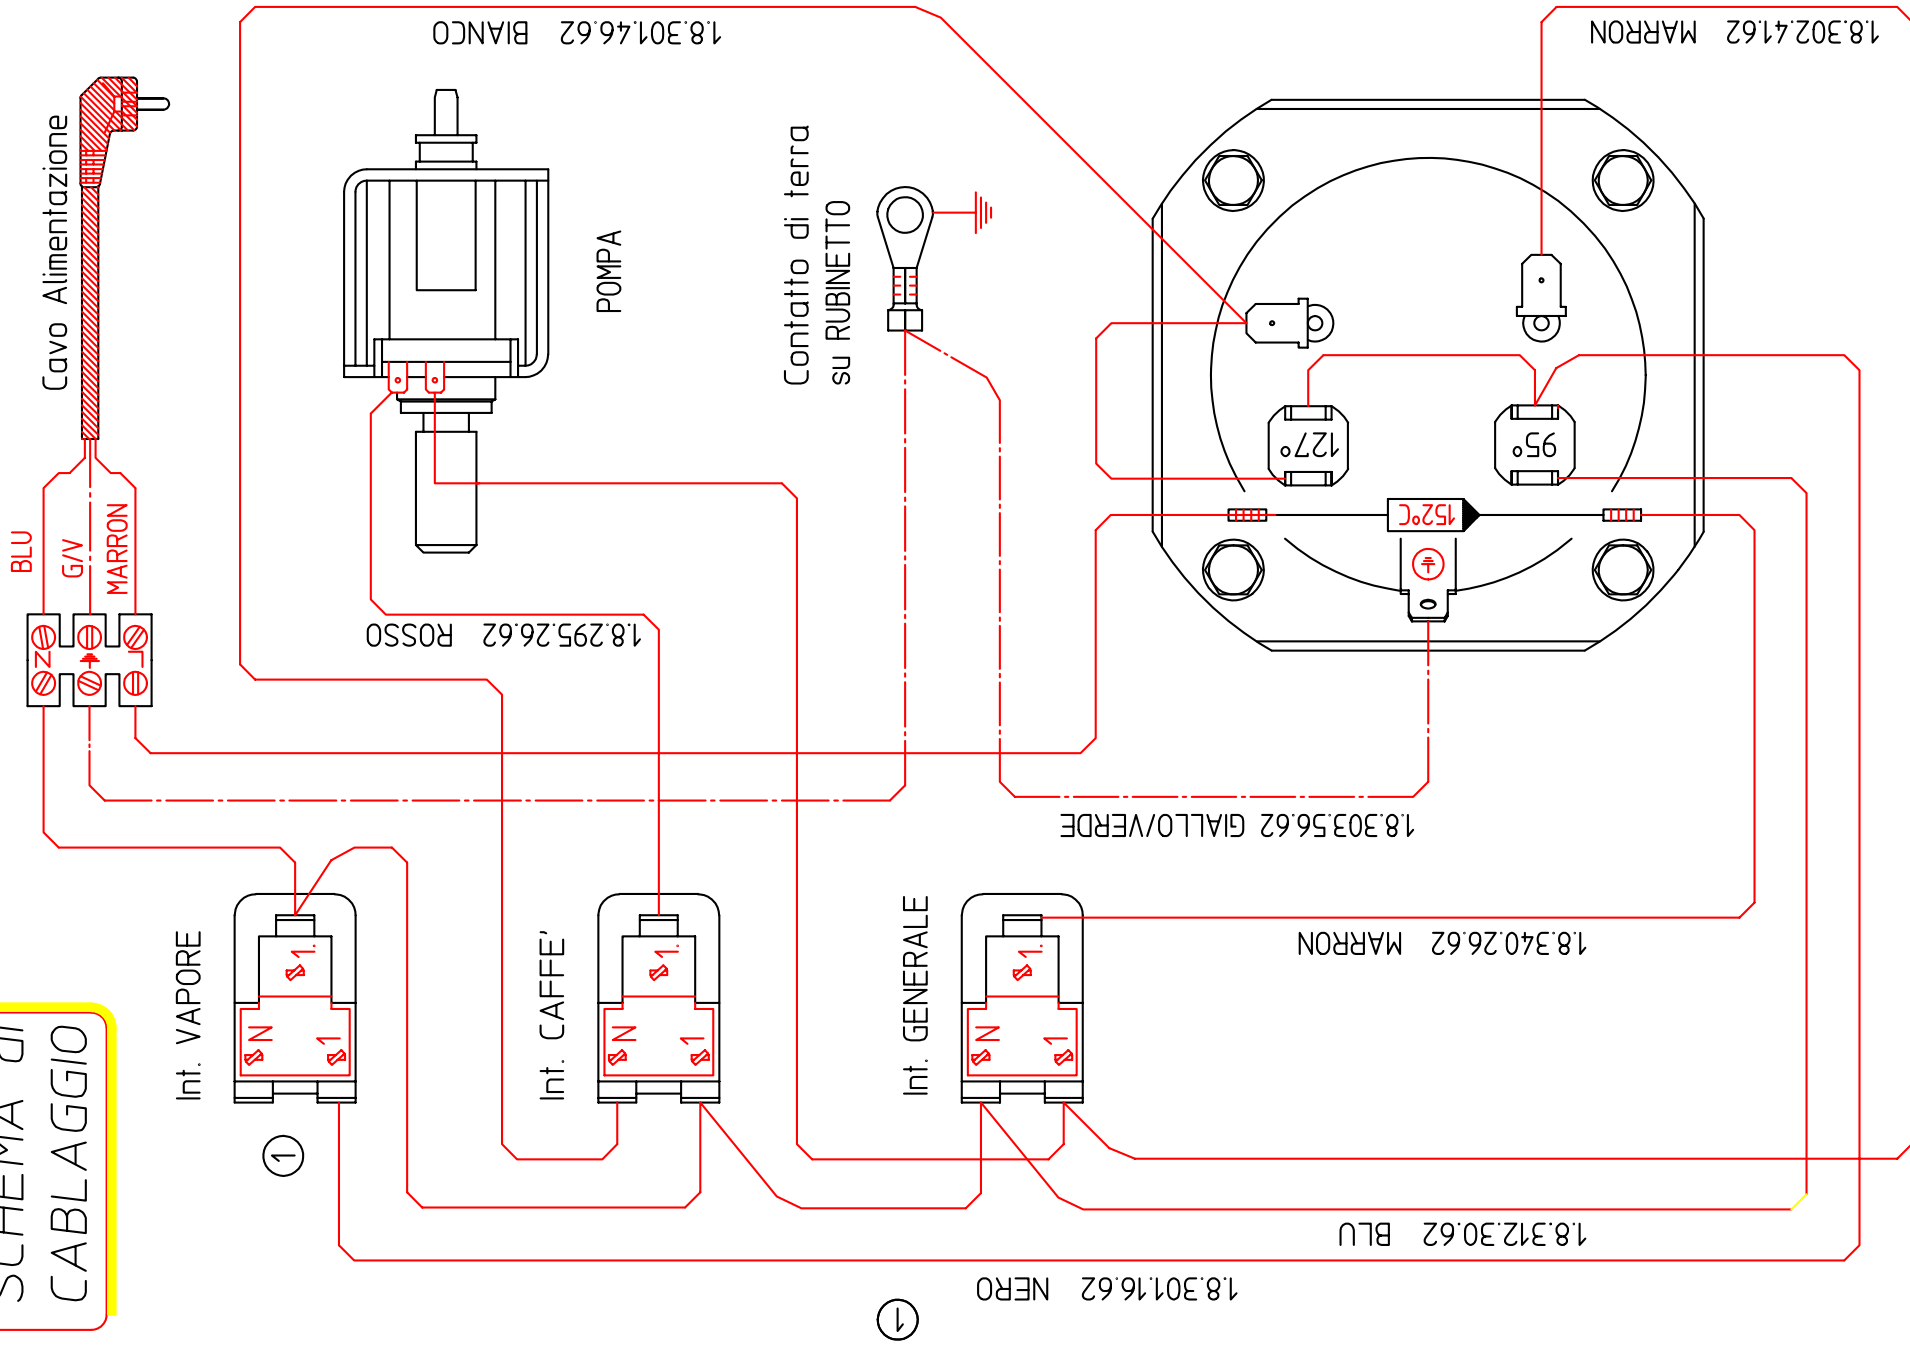 SCHEMA di
CABLAGGIO
Cavo Alimentazione
BLU
G/V
MARRON
N
L
POMPA
Contatto di terra
su RUBINETTO
1.8.301.46.62 BIANCO
1.8.302.41.62 MARRON
1.8.295.26.62 ROSSO
127°
95°
152°C
1.8.303.56.62 GIALLO/VERDE
Int. VAPORE
N
1
1.
Int. CAFFE'
N
1
1.
Int. GENERALE
N
1
1.
1.8.340.26.62 MARRON
1.8.312.30.62 BLU
1.8.301.16.62 NERO
1
1